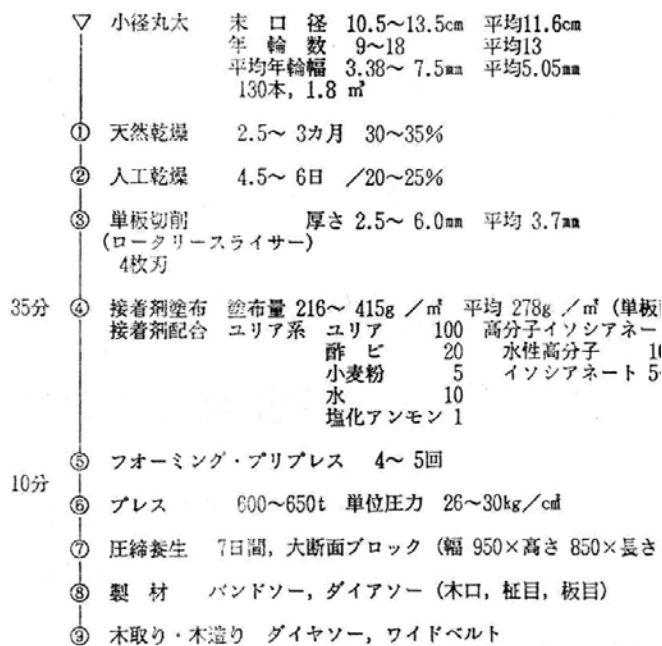 ▽ 小径丸太 末口径 10.5～13.5cm 平均11.6cm
年輪数 9～18 平均13
平均年輪幅 3.38～ 7.5mm 平均5.05mm
130本, 1.8 ㎥
① 天然乾燥 2.5～ 3カ月 30～35%
② 人工乾燥 4.5～ 6日 ／20～25%
③ 単板切削 厚さ 2.5～ 6.0mm 平均 3.7mm
(ロータリースライサー)
4枚刃
35分 ④ 接着剤塗布 塗布量 216～ 415g ／㎡ 平均 278g ／㎡ (単板
接着剤配合 ユリア系 ユリア 100 高分子イソシアネー
酢ビ 20 水性高分子 10
小麦粉 5 イソシアネート 5
水 10
塩化アンモン 1
⑤ フオーミング・プリプレス 4～ 5回
10分
⑥ プレス 600～650t 単位圧力 26～30kg／c㎡
⑦ 圧締養生 7日間, 大断面ブロック (幅 950×高さ 850×長さ
⑧ 製材 バンドソー, ダイアソー (木口, 柾目, 板目)
⑨ 木取り・木造り ダイヤソー, ワイドベルト